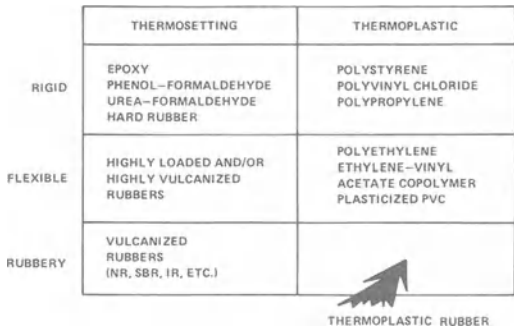 THERMOSETTING THERMOPLASTIC
RIGID
EPOXY
PHENOL-FORMALDEHYDE
UREA-FORMALDEHYDE
HARD RUBBER
POLYSTYRENE
POLYVINYL CHLORIDE
POLYPROPYLENE
FLEXIBLE
HIGHLY LOADED AND/OR
HIGHLY VULCANIZED
RUBBERS
POLYETHYLENE
ETHYLENE-VINYL
ACETATE COPOLYMER
PLASTICIZED PVC
RUBBERY
VULCANIZED
RUBBERS
(NR, SBR, IR, ETC.)
THERMOPLASTIC RUBBER